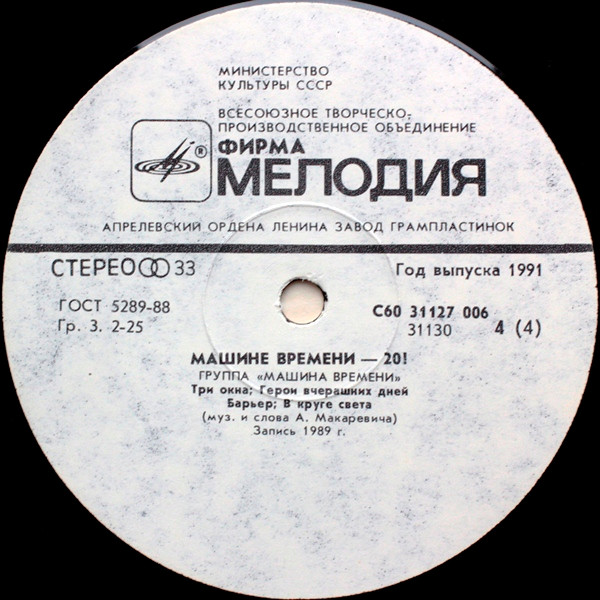 МИНИСТЕРСТВО
КУЛЬТУРЫ СССР
ВСЕСОЮЗНОЕ ТВОРЧЕСКО-
ПРОИЗВОДСТВЕННОЕ ОБЪЕДИНЕНИЕ
ФИРМА
®
МЕЛОДИЯ
АПРЕЛЕВСКИЙ ОРДЕНА ЛЕНИНА ЗАВОД ГРАМПЛАСТИНОК
СТЕРЕО 33
Год выпуска 1991
ГОСТ 5289-88
Гр. 3. 2-25
С60 31127 006
31130 4 (4)
МАШИНЕ ВРЕМЕНИ — 20!
ГРУППА «МАШИНА ВРЕМЕНИ»
Три окна; Герои вчерашних дней
Барьер; В круге света
(муз. и слова А. Макаревича)
Запись 1989 г.